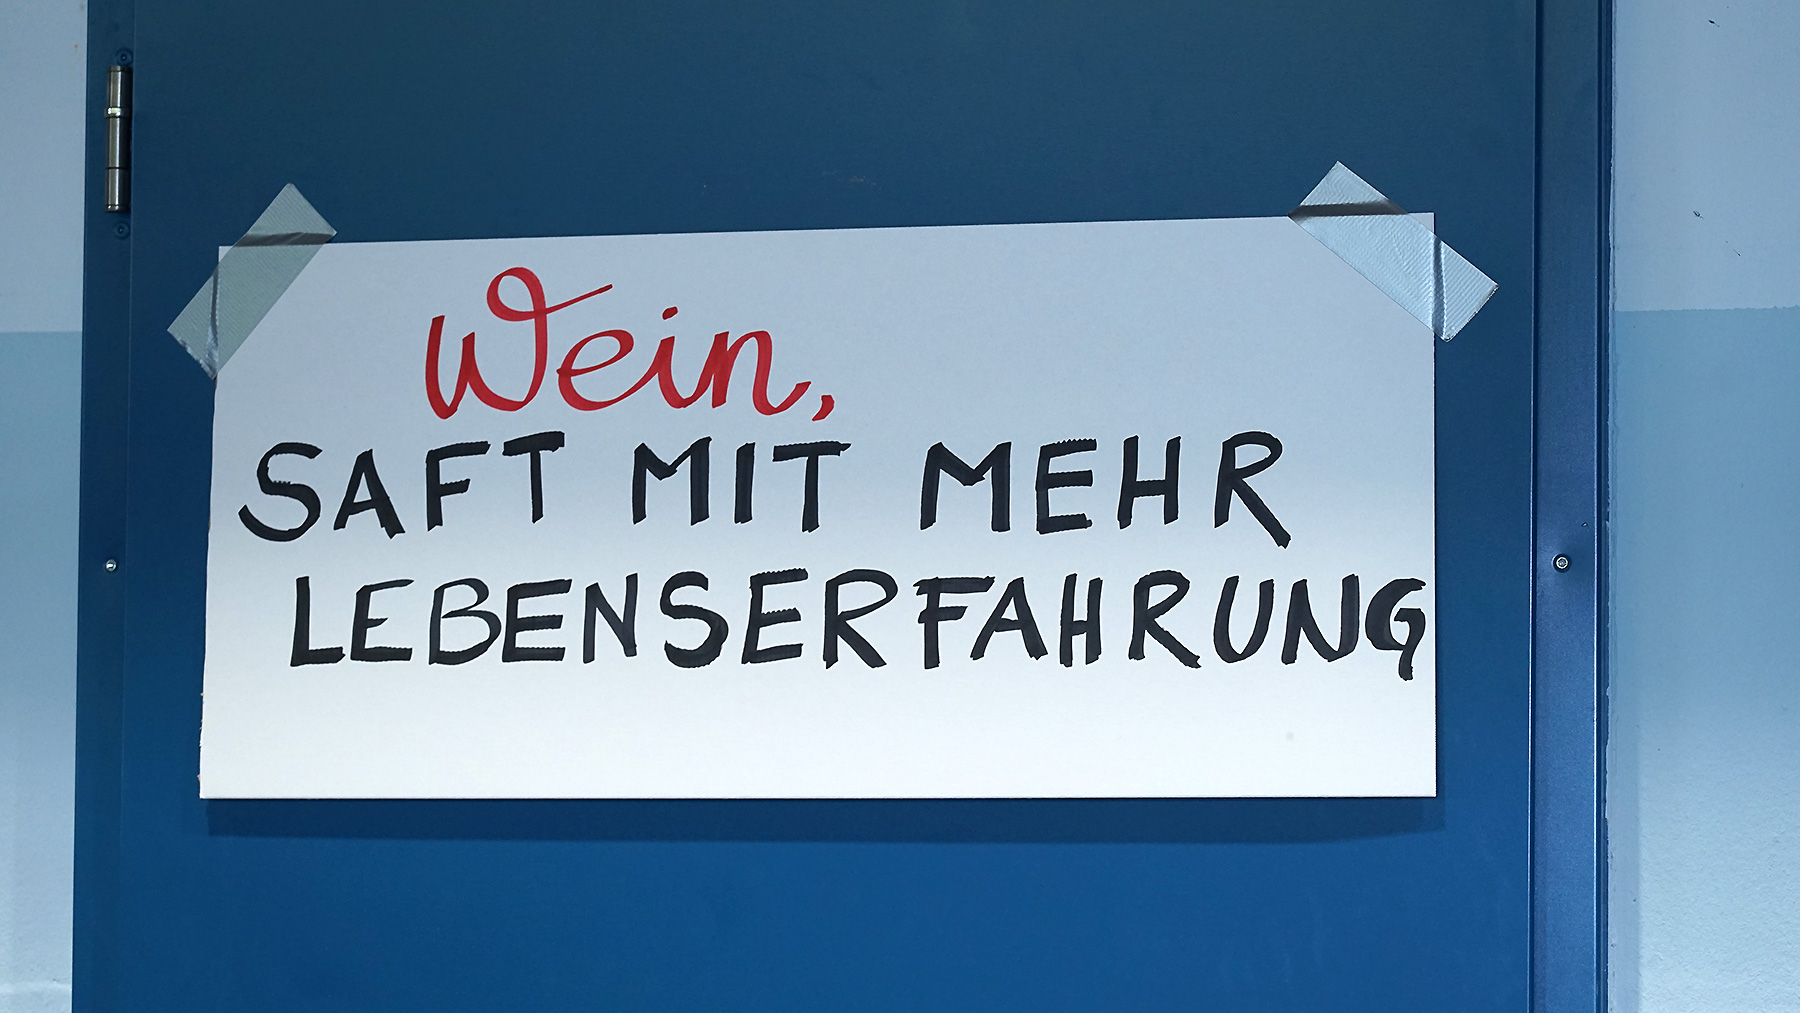 Wein,
SAFT MIT MEHR
LEBENSERFAHRUNG